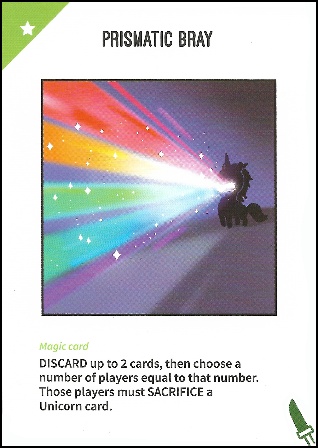 PRISMATIC BRAY
Magic card
DISCARD up to 2 cards, then choose a
number of players equal to that number.
Those players must SACRIFICE a
Unicorn card.